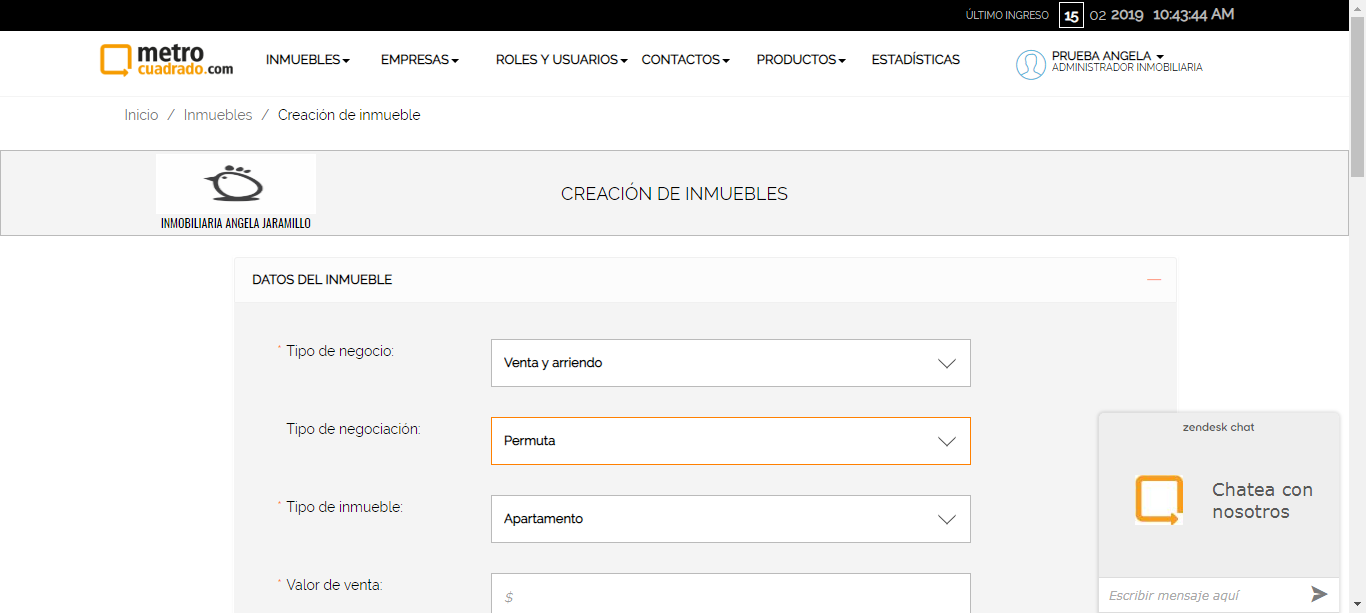 ÚLTIMO INGRESO 15 02 2019 10:43:44 AM
metro
cuadrado.com
INMUEBLES EMPRESAS ROLES Y USUARIOS CONTACTOS PRODUCTOS ESTADÍSTICAS
PRUEBA ANGELA
ADMINISTRADOR INMOBILIARIA
Inicio / Inmuebles / Creación de inmueble
INMOBILIARIA ANGELA JARAMILLO
CREACIÓN DE INMUEBLES
DATOS DEL INMUEBLE
* Tipo de negocio: Venta y arriendo
Tipo de negociación: Permuta
* Tipo de inmueble: Apartamento
* Valor de venta: $
zendesk chat
Chatea con
nosotros
Escribir mensaje aquí